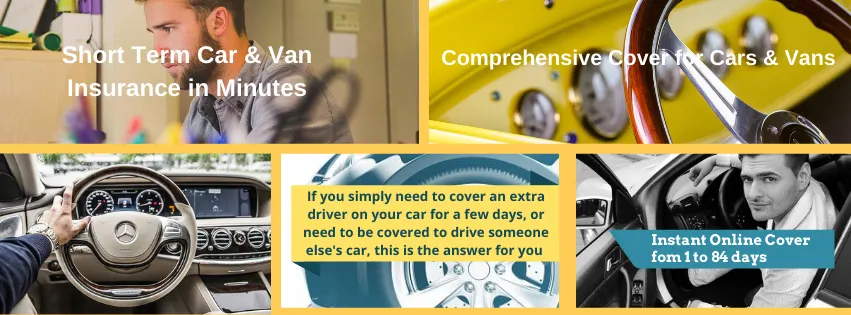 Short Term Car & Van
Insurance in Minutes
Comprehensive Cover for Cars & Vans
If you simply need to cover an extra
driver on your car for a few days, or
need to be covered to drive someone
else's car, this is the answer for you
Instant Online Cover
fom 1 to 84 days